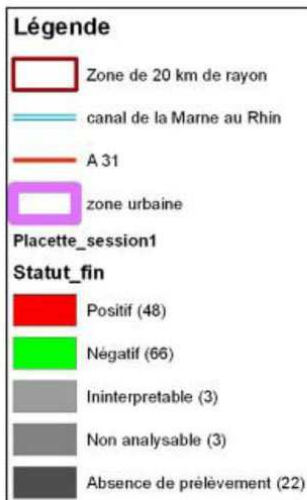 Légende
Zone de 20 km de rayon
canal de la Marne au Rhin
A 31
zone urbaine
Placette_session1
Statut_fin
Positif (48)
Négatif (66)
Ininterpretable (3)
Non analysable (3)
Absence de prélèvement (22)